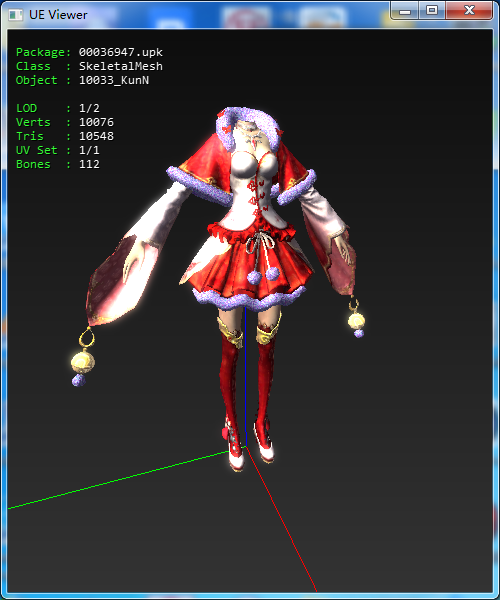 UE Viewer
Package: 00036947.upk
Class : SkeletalMesh
Object : 10033_KunN
LOD : 1/2
Verts : 10076
Tris : 10548
UV Set : 1/1
Bones : 112